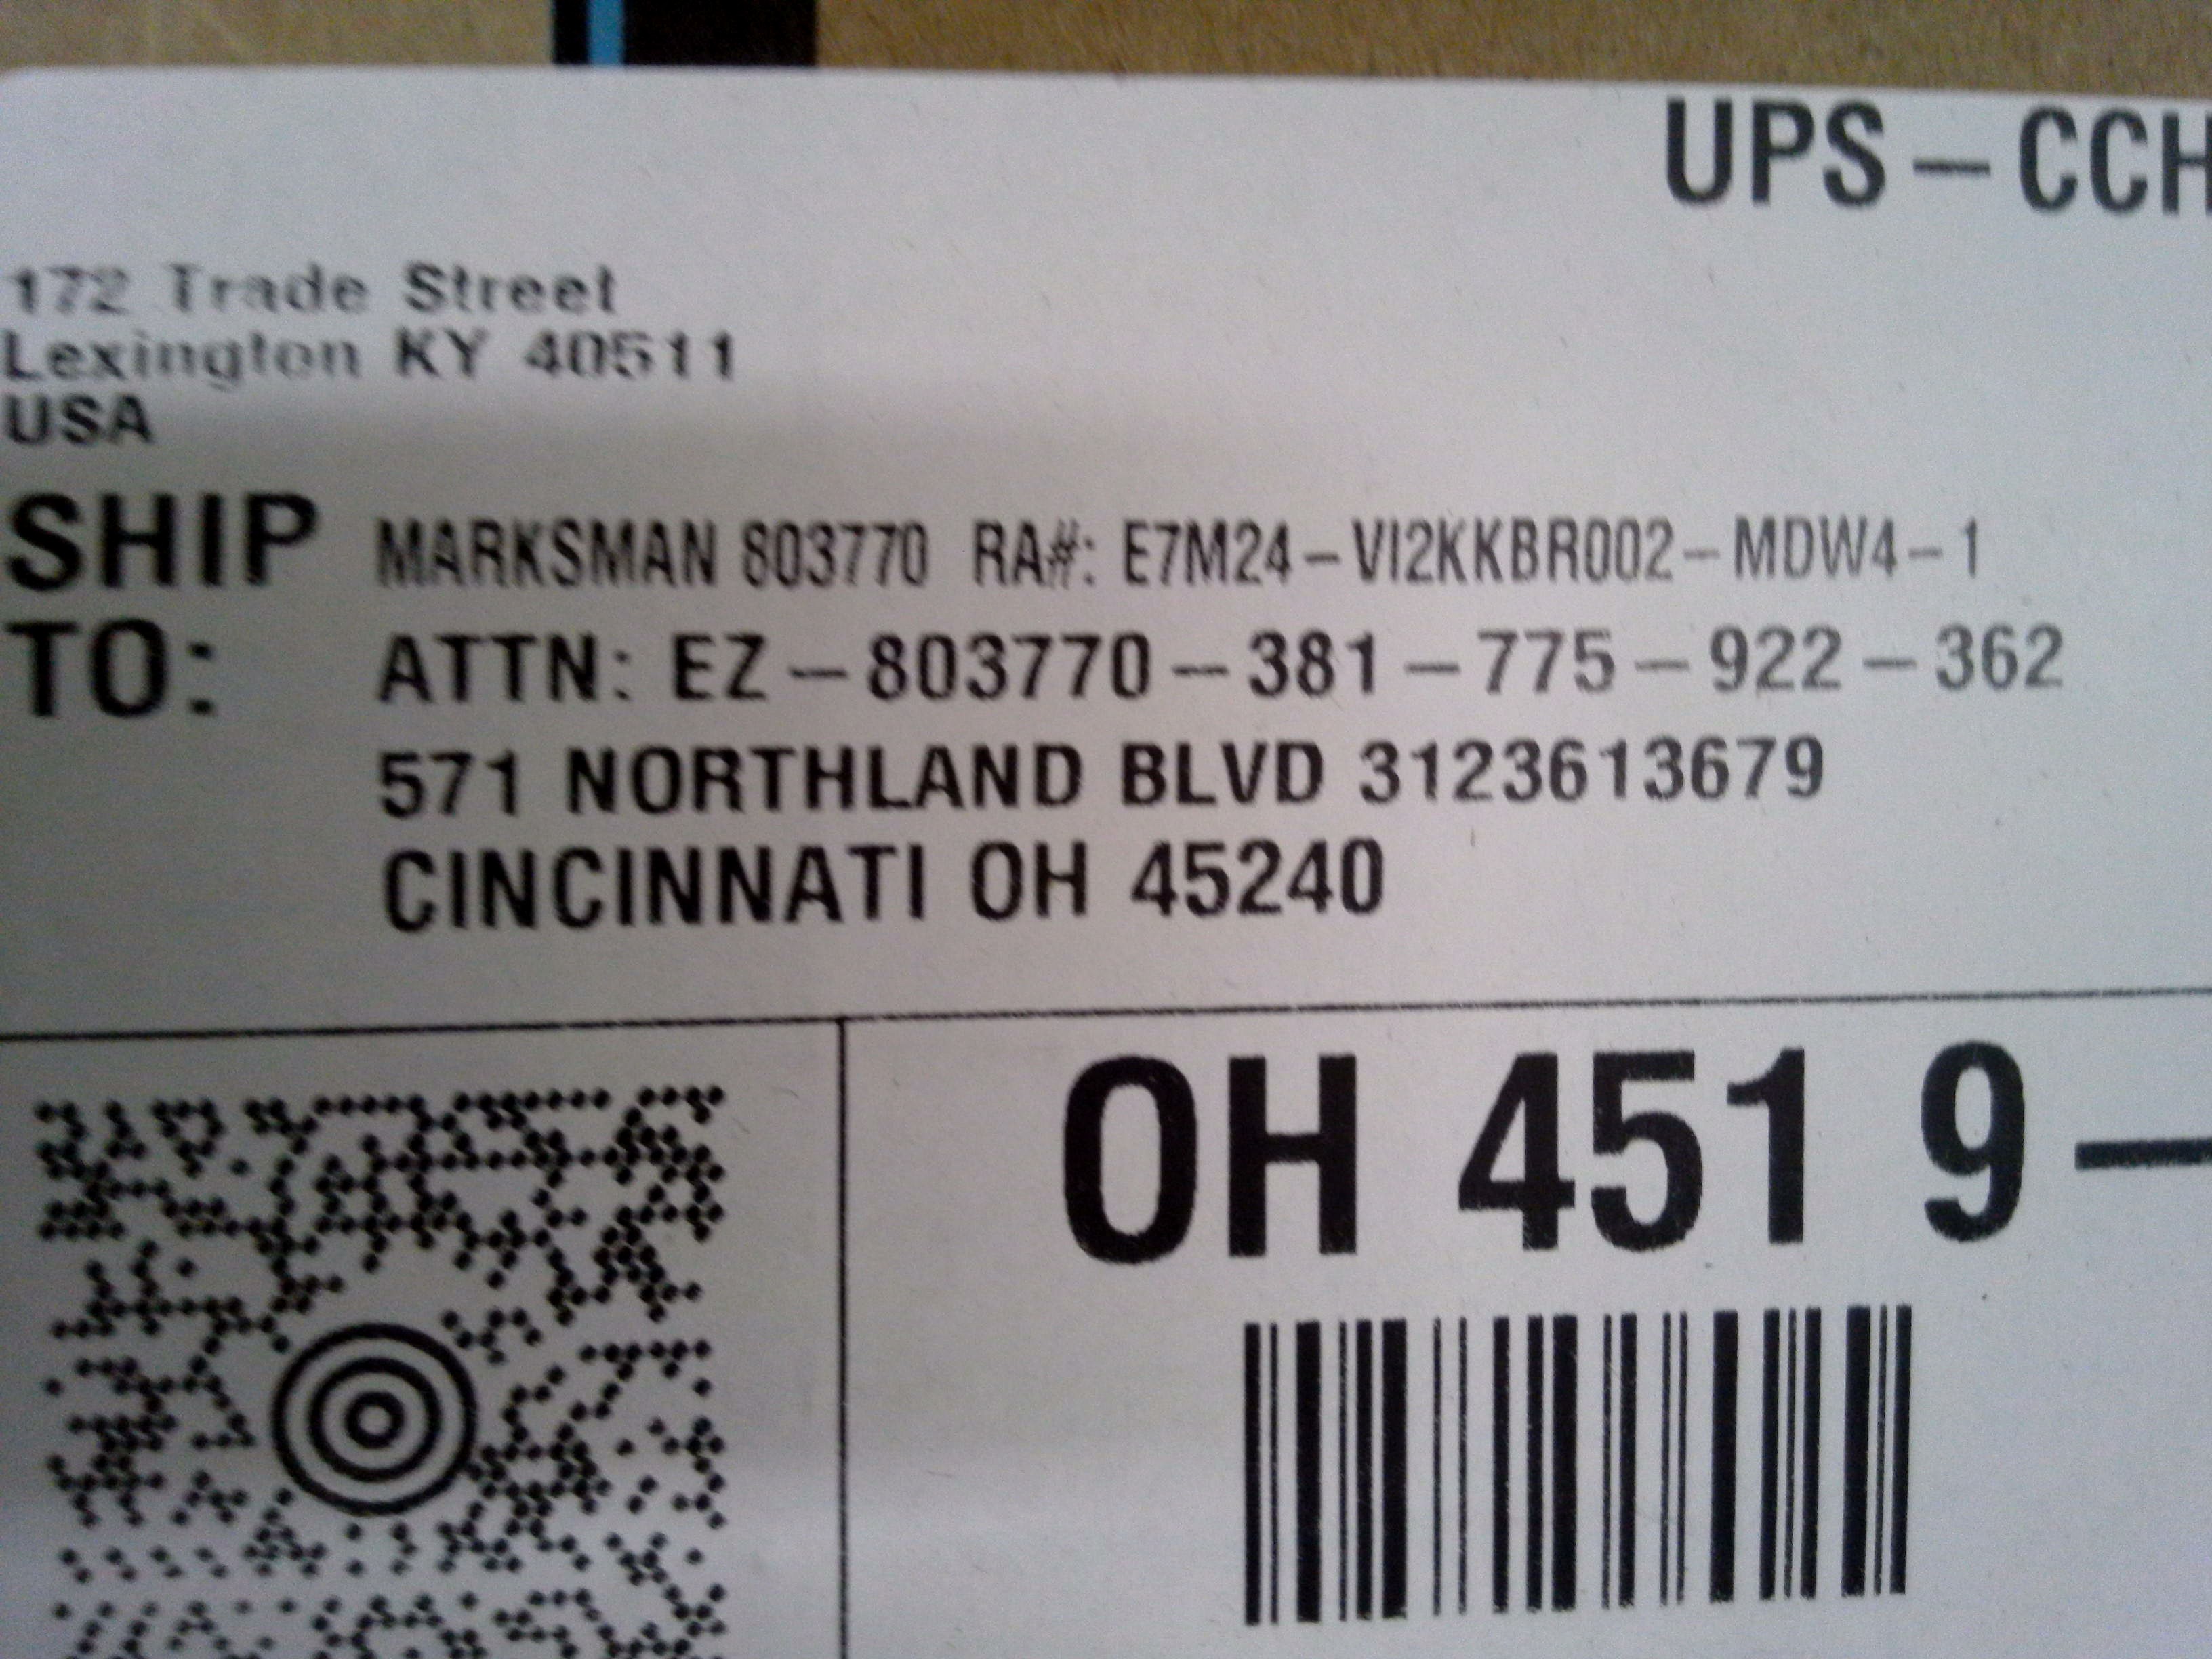 UPS - CCH
172 Trade Street
Lexington KY 40511
USA
SHIP TO:
MARKSMAN 803770 RA#: E7M24-VI2KKBR002-MDW4-1
ATTN: EZ-803770-381-775-922-362
571 NORTHLAND BLVD 3123613679
CINCINNATI OH 45240
OH 451 9-